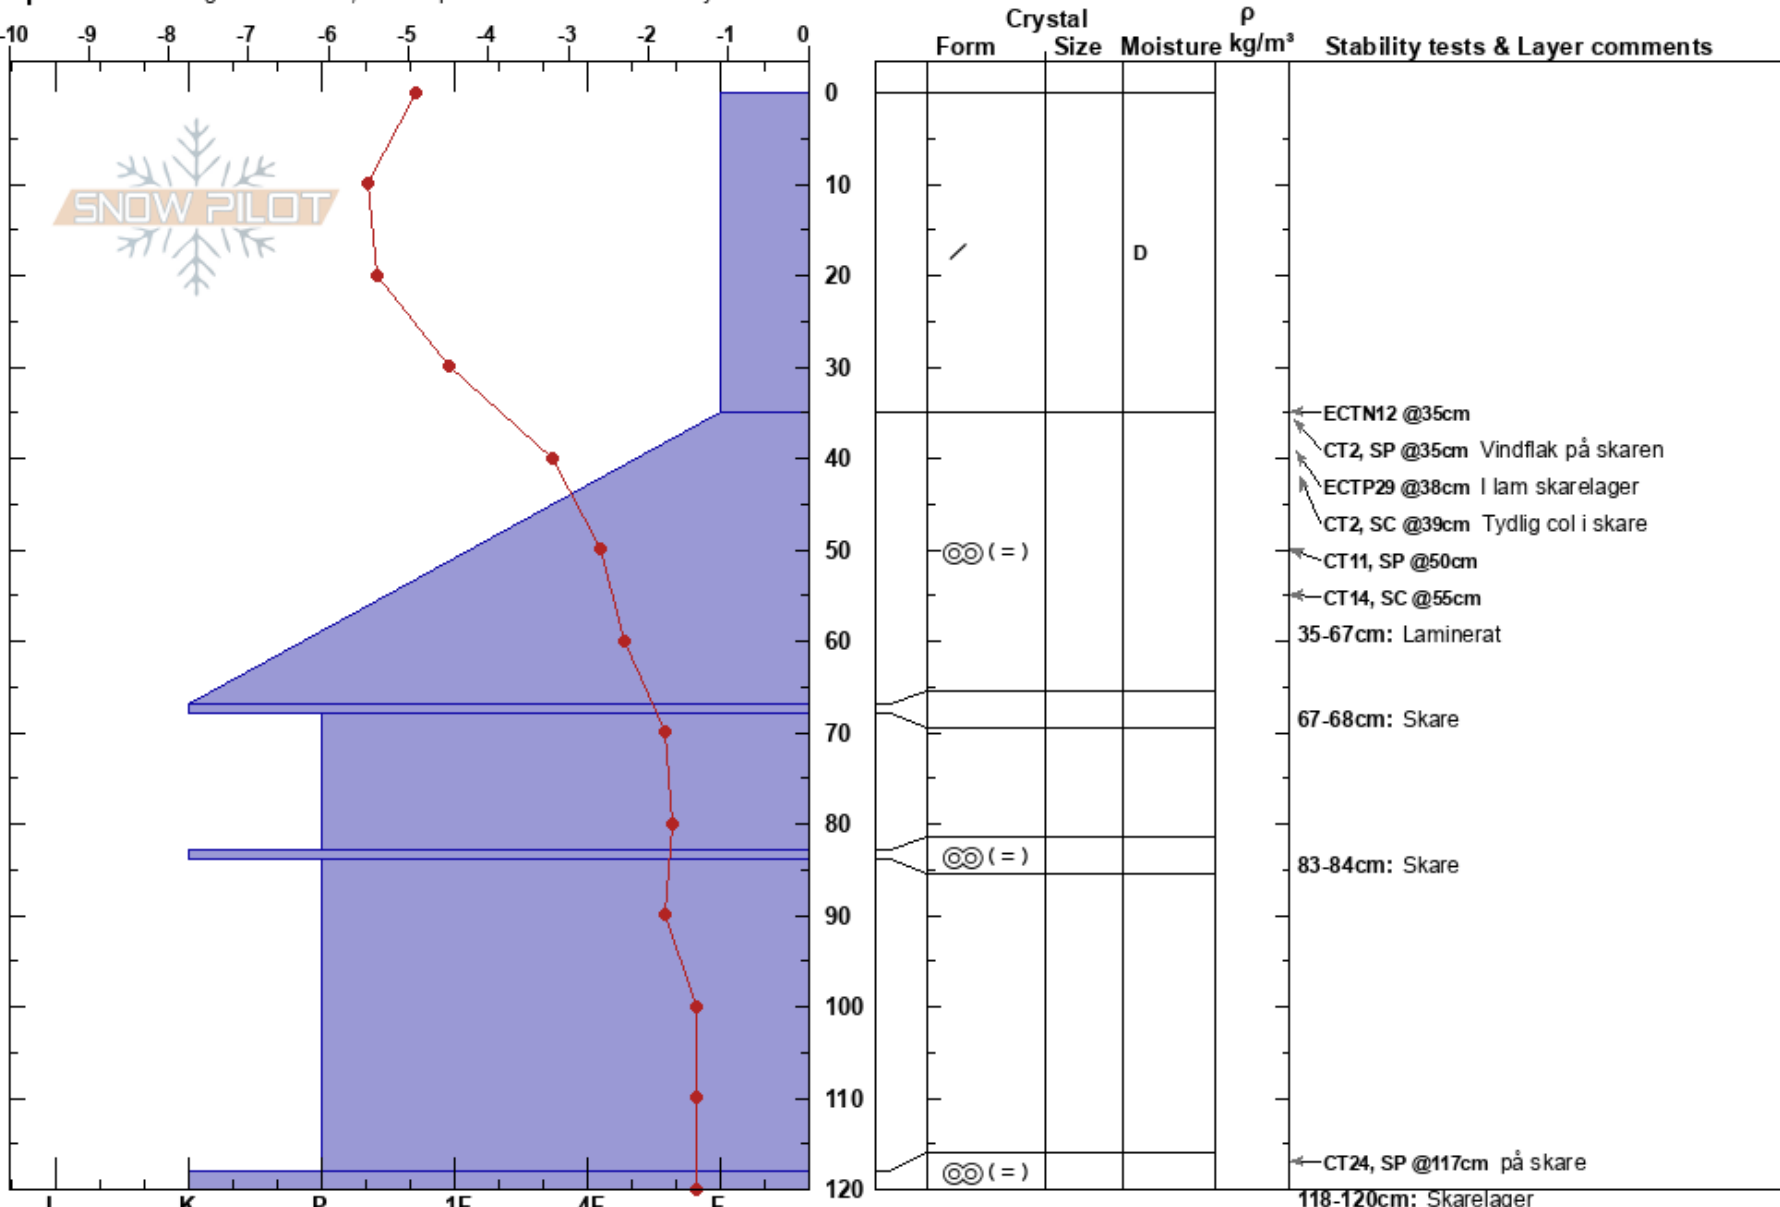 -10 -9 -8 -7 -6 -5 -4 -3 -2 -1 0
Crystal ρ
Form Size Moisture kg/m³ Stability tests & Layer comments
0
SNOW PILOT
10
D
20
30
ECTN12 @35cm
CT2, SP @35cm Vindflak på skaren
40
ECTP29 @38cm I lam skarelager
CT2, SC @39cm Tydlig col i skare
50
(=)
CT11, SP @50cm
CT14, SC @55cm
60
35-67cm: Laminerat
67-68cm: Skare
70
80
(=)
83-84cm: Skare
90
100
110
CT24, SP @117cm på skare
(=)
120
118-120cm: Skarelager
K P 1F 4F F